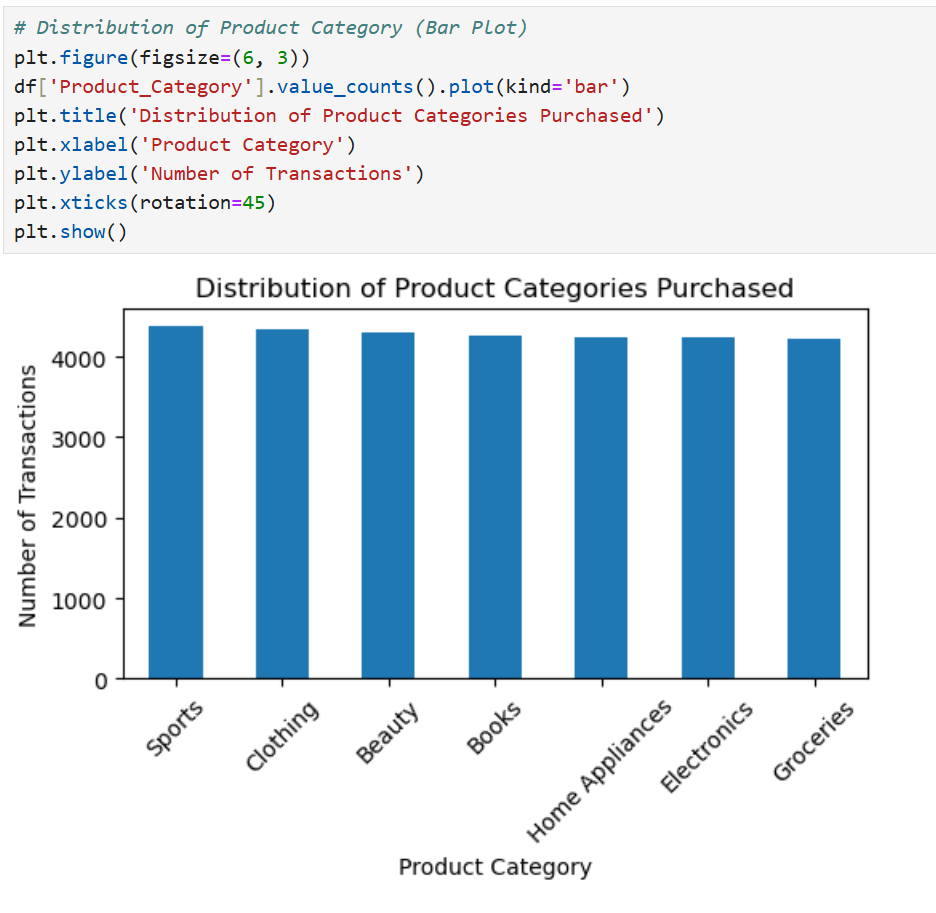 # Distribution of Product Category (Bar Plot)
plt.figure(figsize=(6, 3))
df['Product_Category'].value_counts().plot(kind='bar')
plt.title('Distribution of Product Categories Purchased')
plt.xlabel('Product Category')
plt.ylabel('Number of Transactions')
plt.xticks(rotation=45)
plt.show()
Distribution of Product Categories Purchased
Number of Transactions
4000
3000
2000
1000
0
Sports
Clothing
Beauty
Books
Home Appliances
Electronics
Groceries
Product Category